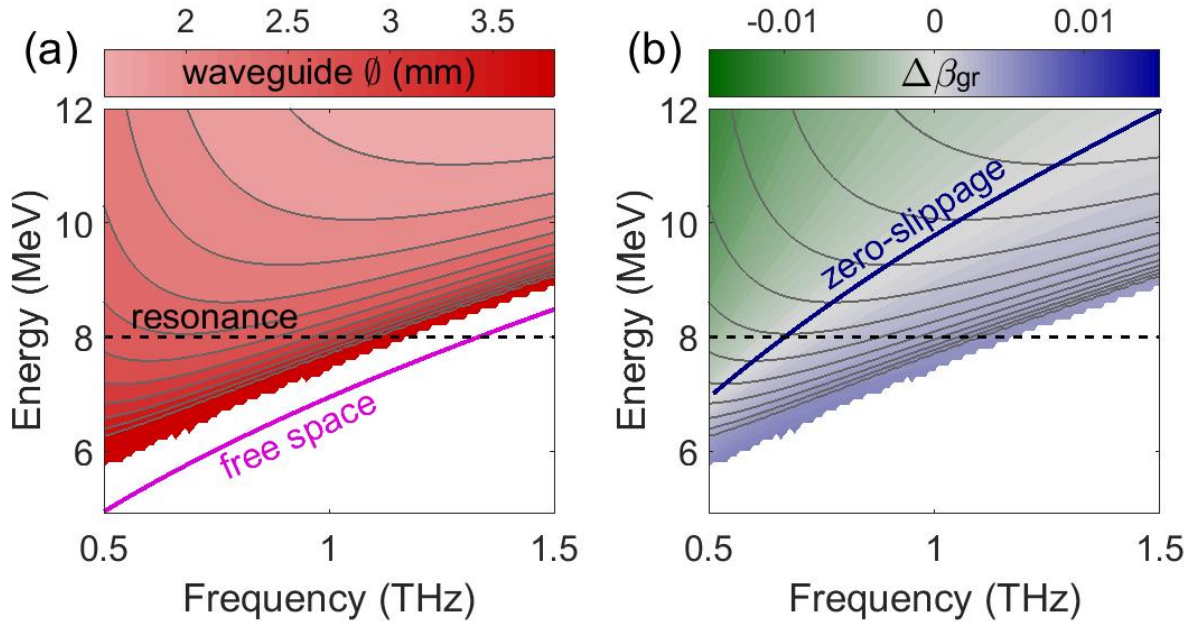 2 2.5 3 3.5
(a)
waveguide ∅ (mm)
12
10
8
6
Energy (MeV)
resonance
free space
0.5 1 1.5
Frequency (THz)
-0.01 0 0.01
(b)
Δβgr
12
10
8
6
Energy (MeV)
zero-slippage
0.5 1 1.5
Frequency (THz)